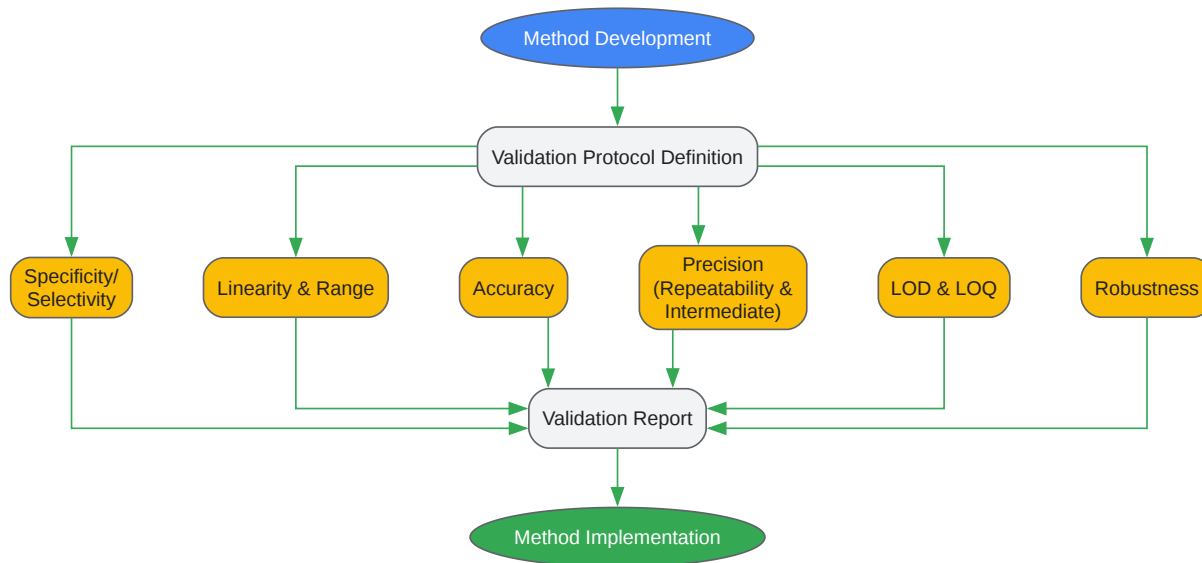 Method Development
Validation Protocol Definition
Specificity/
Selectivity
Linearity & Range
Accuracy
Precision
(Repeatability &
Intermediate)
LOD & LOQ
Robustness
Validation Report
Method Implementation